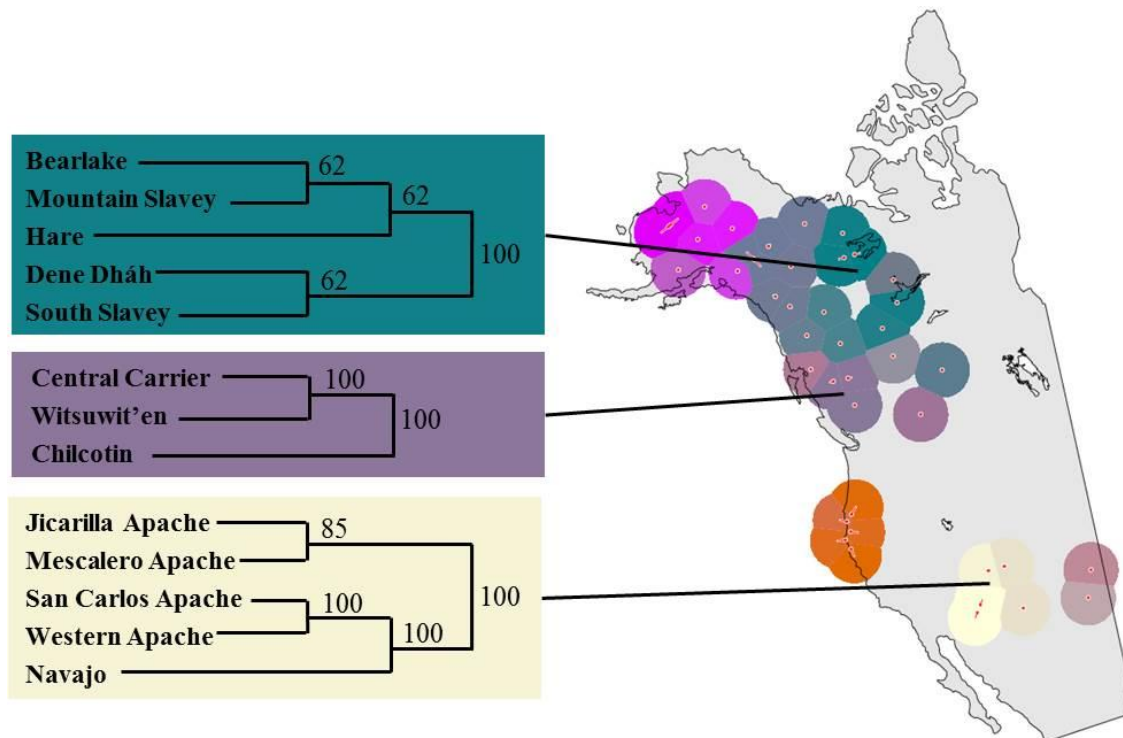 Bearlake
62
Mountain Slavey
62
Hare
100
Dene Dháh
62
South Slavey
Central Carrier
100
Witsuwit’en
100
Chilcotin
Jicarilla Apache
85
Mescalero Apache
San Carlos Apache
100
100
Western Apache
100
Navajo